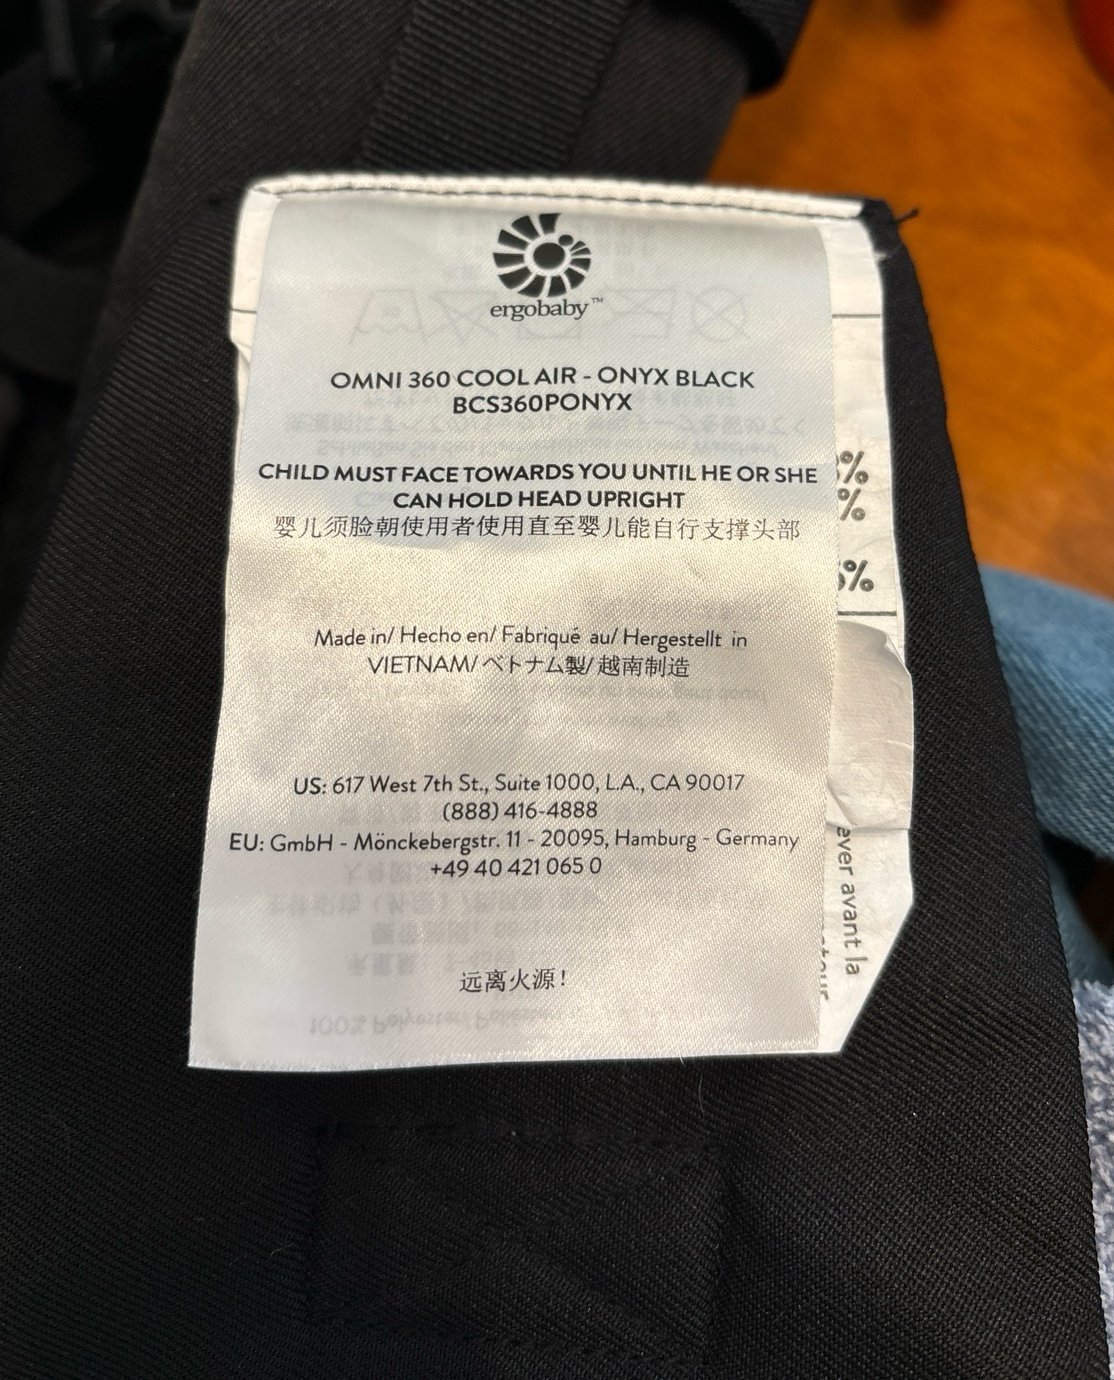 ergobaby™
OMNI 360 COOL AIR - ONYX BLACK
BCS360PONYX
CHILD MUST FACE TOWARDS YOU UNTIL HE OR SHE
CAN HOLD HEAD UPRIGHT
婴儿须脸朝使用者使用直至婴儿能自行支撑头部
Made in/ Hecho en/ Fabriqué au/ Hergestellt in
VIETNAM/ベトナム製/越南制造
US: 617 West 7th St., Suite 1000, L.A., CA 90017
(888) 416-4888
EU: GmbH - Mönckebergstr. 11 - 20095, Hamburg - Germany
+49 40 421 065 0
远离火源!
%
%
%
avant la